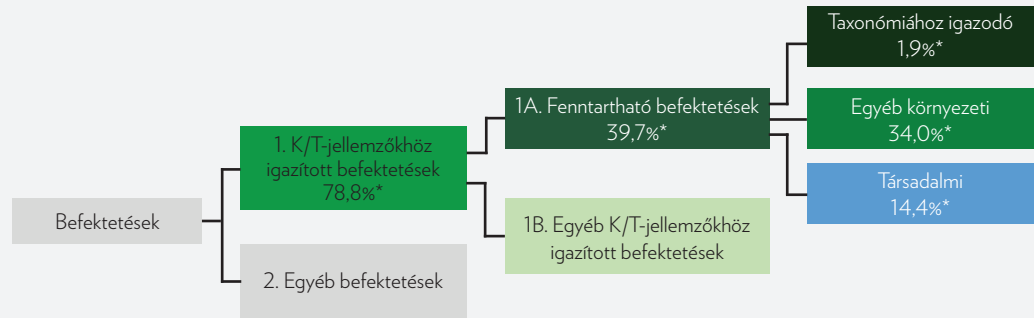 Befektetések
1. K/T-jellemzőkhöz
igazított befektetések
78,8%*
2. Egyéb befektetések
1A. Fenntartható befektetések
39,7%*
1B. Egyéb K/T-jellemzőkhöz
igazított befektetések
Taxonómiához igazodó
1,9%*
Egyéb környezeti
34,0%*
Társadalmi
14,4%*